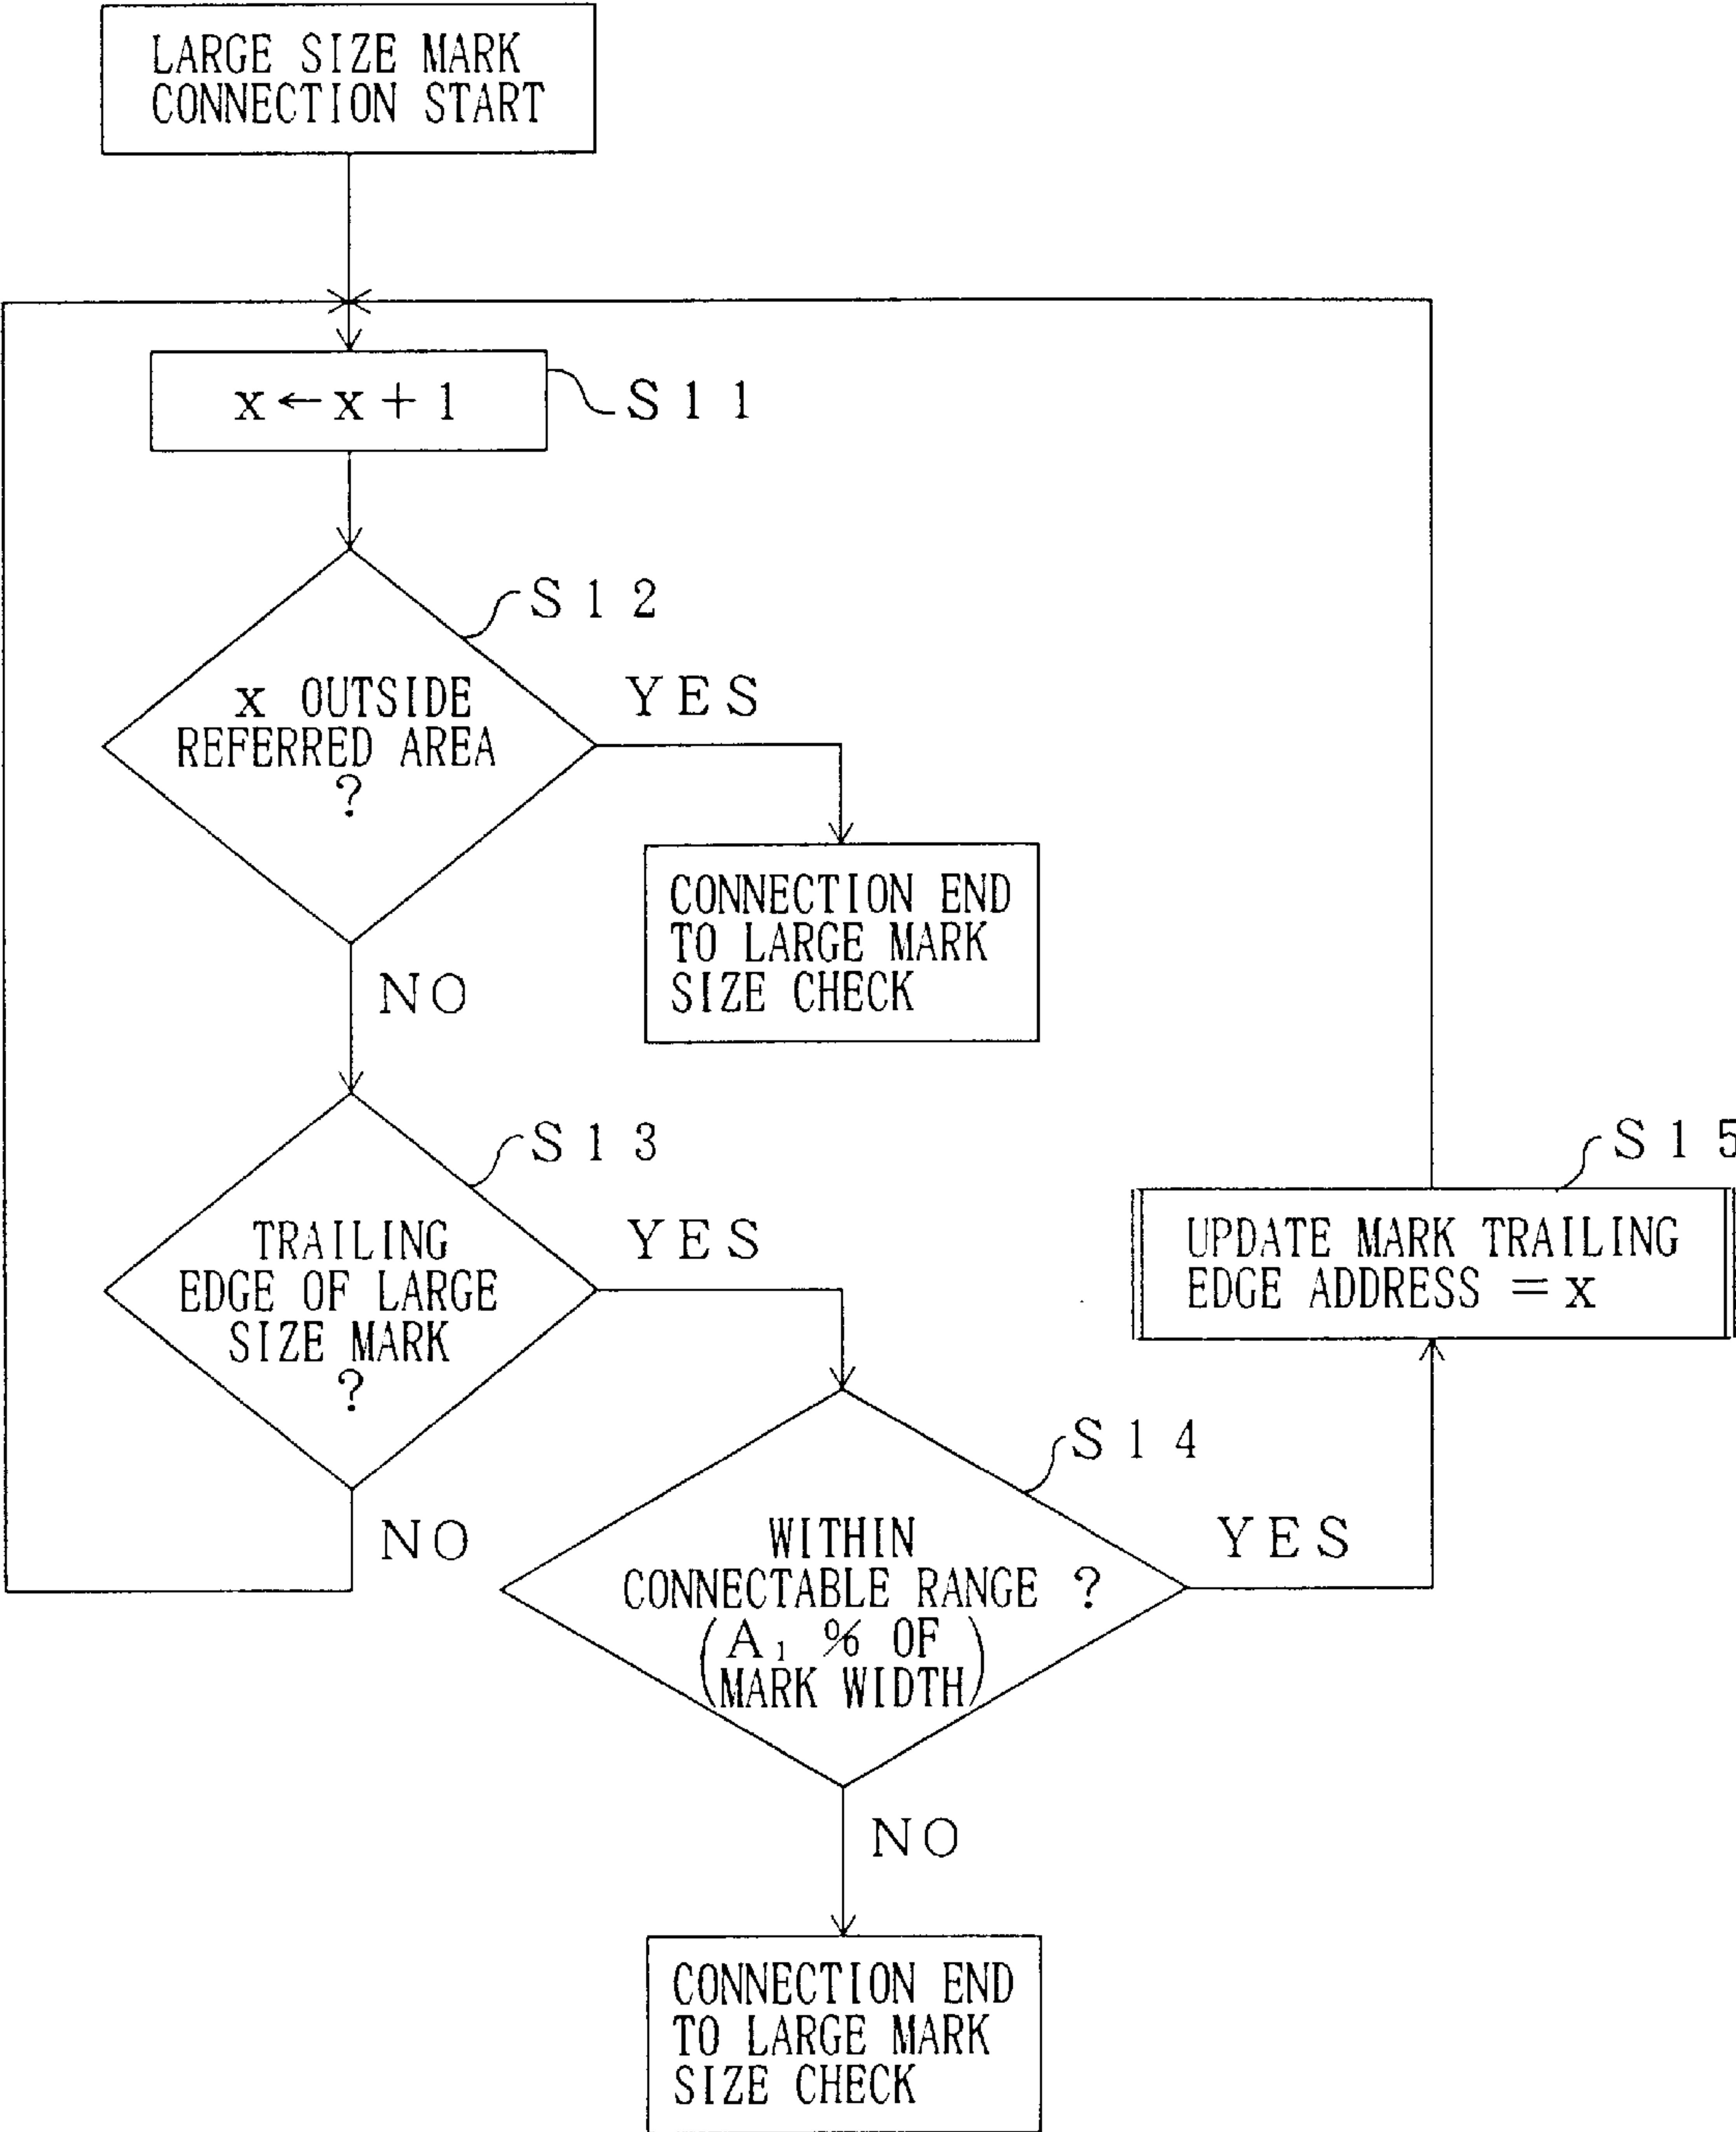 LARGE SIZE MARK
CONNECTION START
x←x+1
S11
S12
x OUTSIDE
REFERRED AREA
?
YES
CONNECTION END
TO LARGE MARK
SIZE CHECK
NO
S13
TRAILING
EDGE OF LARGE
SIZE MARK
?
YES
NO
S15
UPDATE MARK TRAILING
EDGE ADDRESS = x
S14
WITHIN
CONNECTABLE RANGE ?
(A₁ % OF
MARK WIDTH)
YES
NO
CONNECTION END
TO LARGE MARK
SIZE CHECK